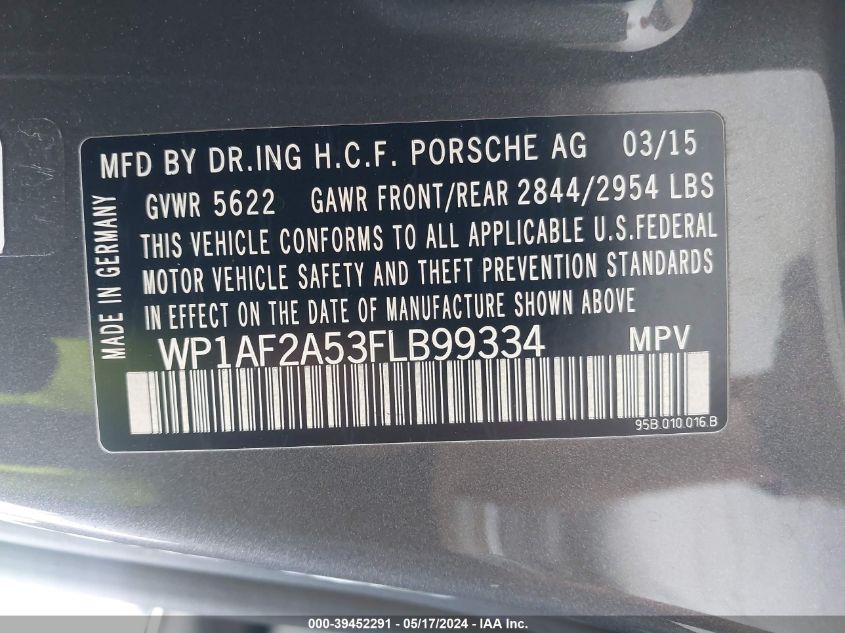 MFD BY DR.ING H.C.F. PORSCHE AG 03/15
GVWR 5622 GAWR FRONT/REAR 2844/2954 LBS
THIS VEHICLE CONFORMS TO ALL APPLICABLE U.S.FEDERAL
MOTOR VEHICLE SAFETY AND THEFT PREVENTION STANDARDS
IN EFFECT ON THE DATE OF MANUFACTURE SHOWN ABOVE
MADE IN GERMANY
WP1AF2A53FLB99334 MPV
95B.010.016.B
000-39452291 - 05/17/2024 - IAA Inc.